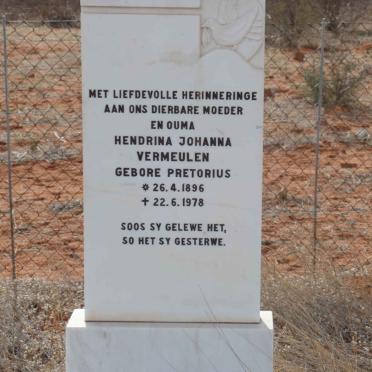 MET LIEFDEVOLLE HERINNERINGE
AAN ONS DIERBARE MOEDER
EN OUMA
HENDRINA JOHANNA
VERMEULEN
GEBORE PRETORIUS
✡ 26.4.1896
✝ 22.6.1978
SOOS SY GELEWE HET,
SO HET SY GESTERWE.